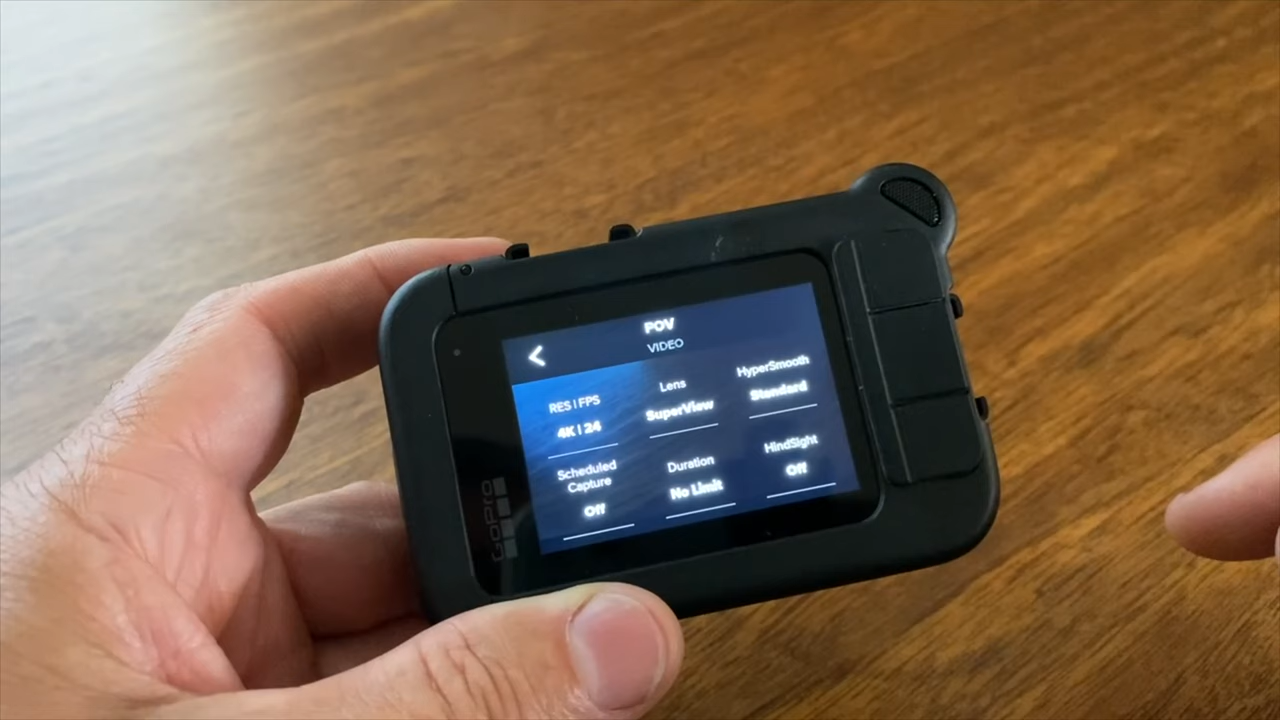 POV
VIDEO
RES | FPS
4K | 24
Lens
SuperView
HyperSmooth
Standard
Scheduled
Capture
Off
Duration
No Limit
HindSight
Off
GoPro